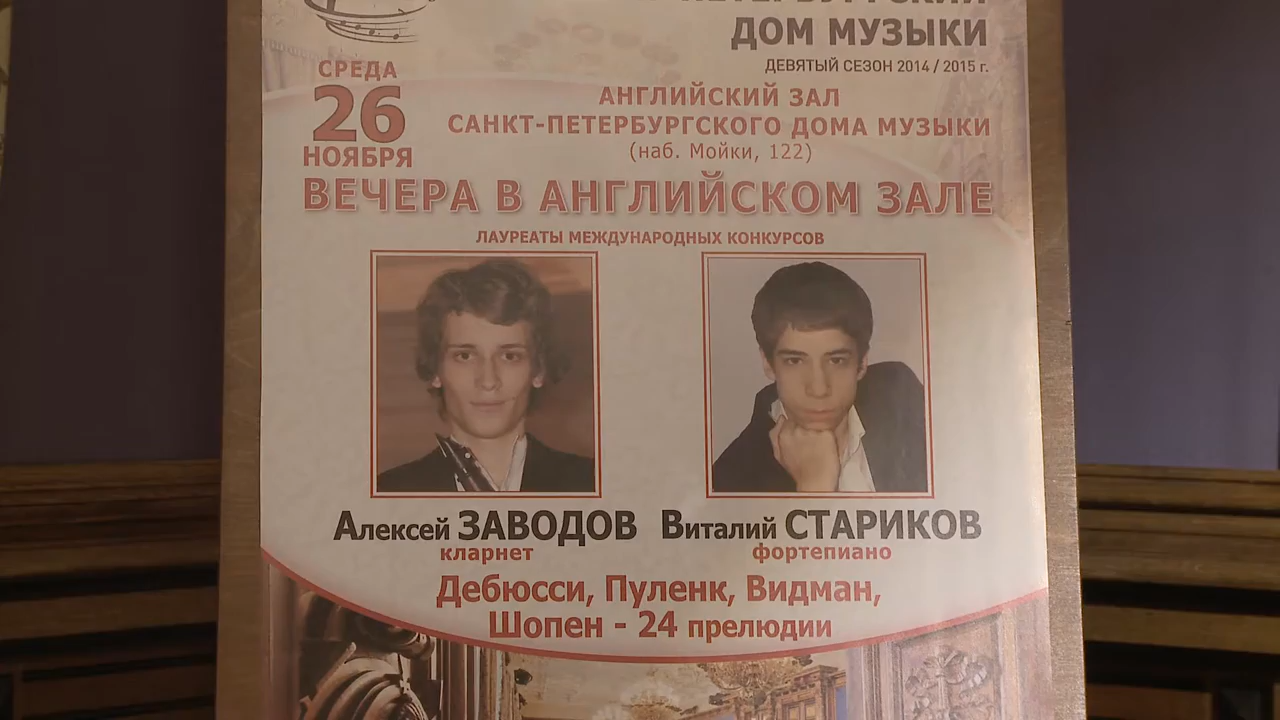 ДОМ МУЗЫКИ
ДЕВЯТЫЙ СЕЗОН 2014 / 2015 г.
СРЕДА
26
НОЯБРЯ
АНГЛИЙСКИЙ ЗАЛ
САНКТ-ПЕТЕРБУРГСКОГО ДОМА МУЗЫКИ
(наб. Мойки, 122)
ВЕЧЕРА В АНГЛИЙСКОМ ЗАЛЕ
ЛАУРЕАТЫ МЕЖДУНАРОДНЫХ КОНКУРСОВ
Алексей ЗАВОДОВ
кларнет
Виталий СТАРИКОВ
фортепиано
Дебюсси, Пуленк, Видман,
Шопен - 24 прелюдии